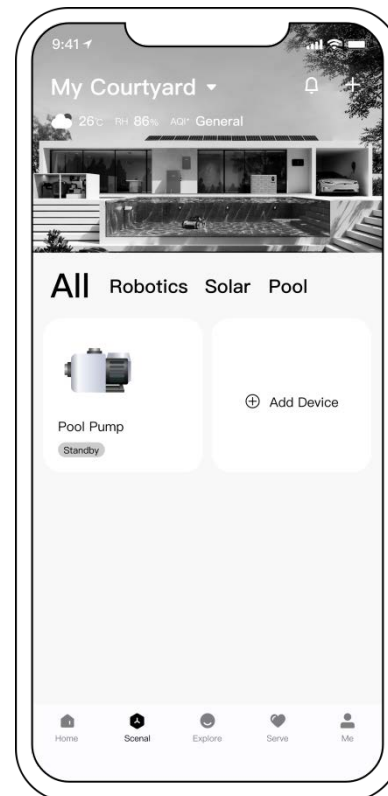 9:41
My Courtyard
26°C RH 86% AQI* General
All Robotics Solar Pool
Pool Pump
Standby
Add Device
Home Scenal Explore Serve Me